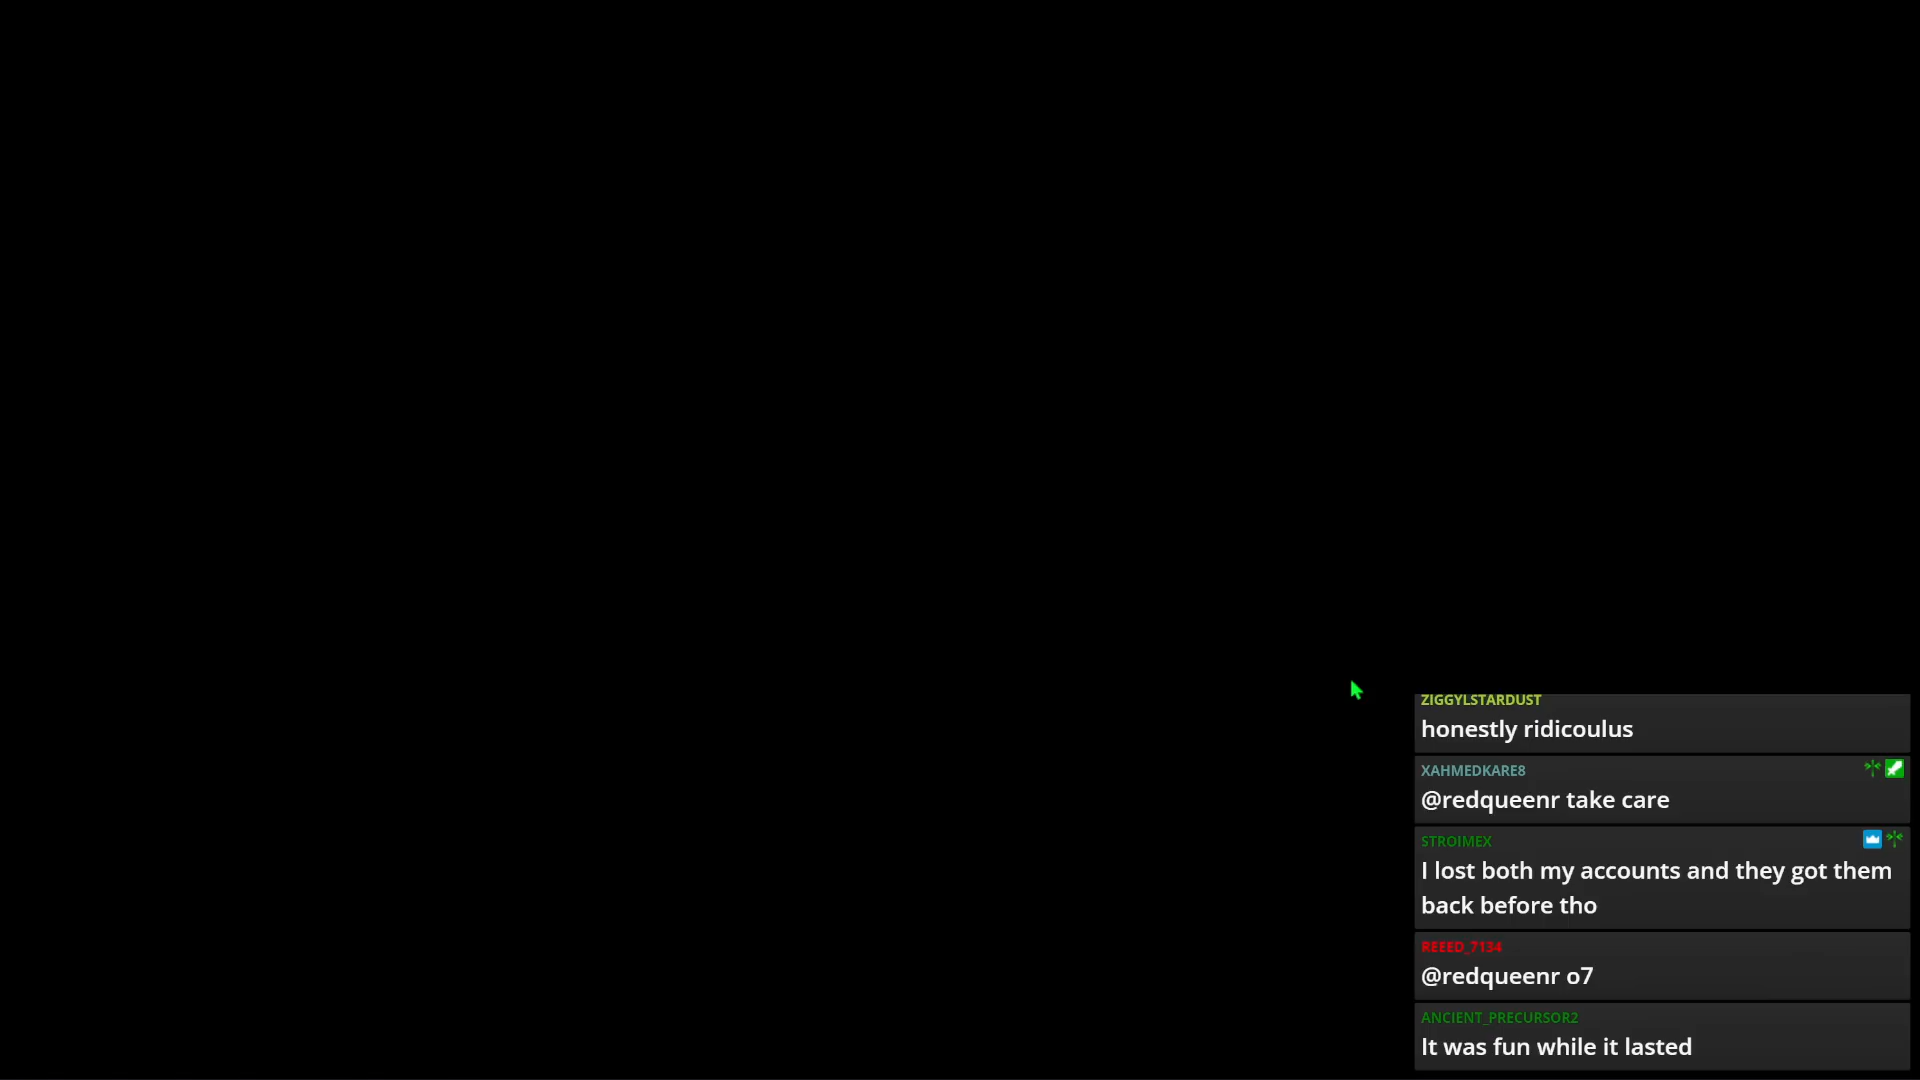 ZIGGYLSTARDUST
honestly ridicoulus
XAHMEDKARE8
@redqueenr take care
STROIMEX
I lost both my accounts and they got them
back before tho
REEED_7134
@redqueenr o7
ANCIENT_PRECURSOR2
It was fun while it lasted